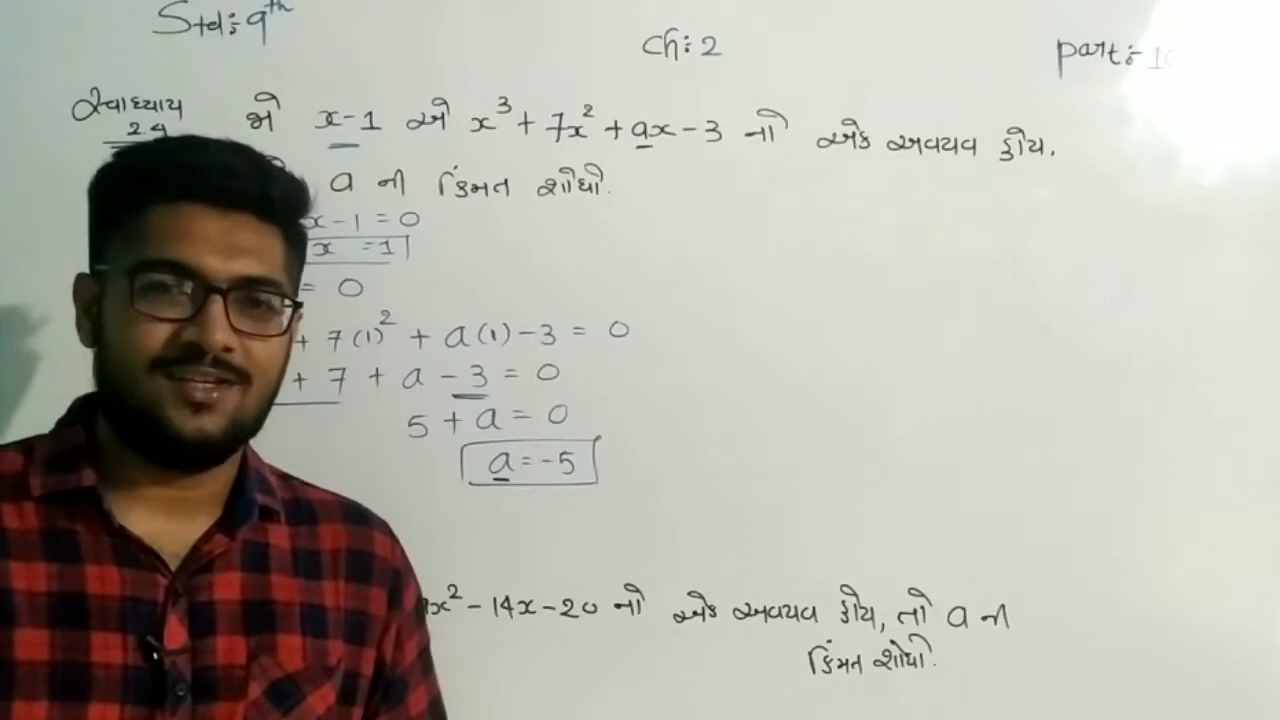 Std: 9th
Ch: 2
part:- 10
સ્વાધ્યાય
2.4
જો x-1 એ x³ + 7x² + ax - 3 નો એક અવયવ હોય.
a ની કિંમત શોધો.
x - 1 = 0
x = 1
= 0
+ 7(1)² + a(1) - 3 = 0
+ 7 + a - 3 = 0
5 + a = 0
a = -5
x² - 14x - 20 નો એક અવયવ હોય, તો a ની
કિંમત શોધો.